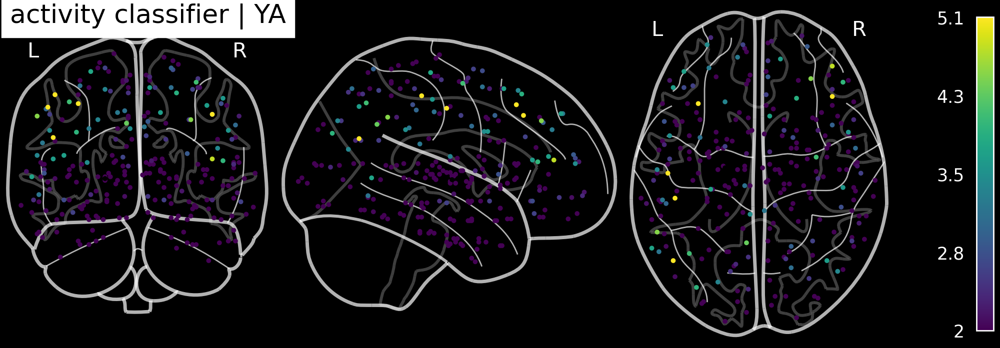 activity classifier | YA
L
R
L
R
5.1
4.3
3.5
2.8
2